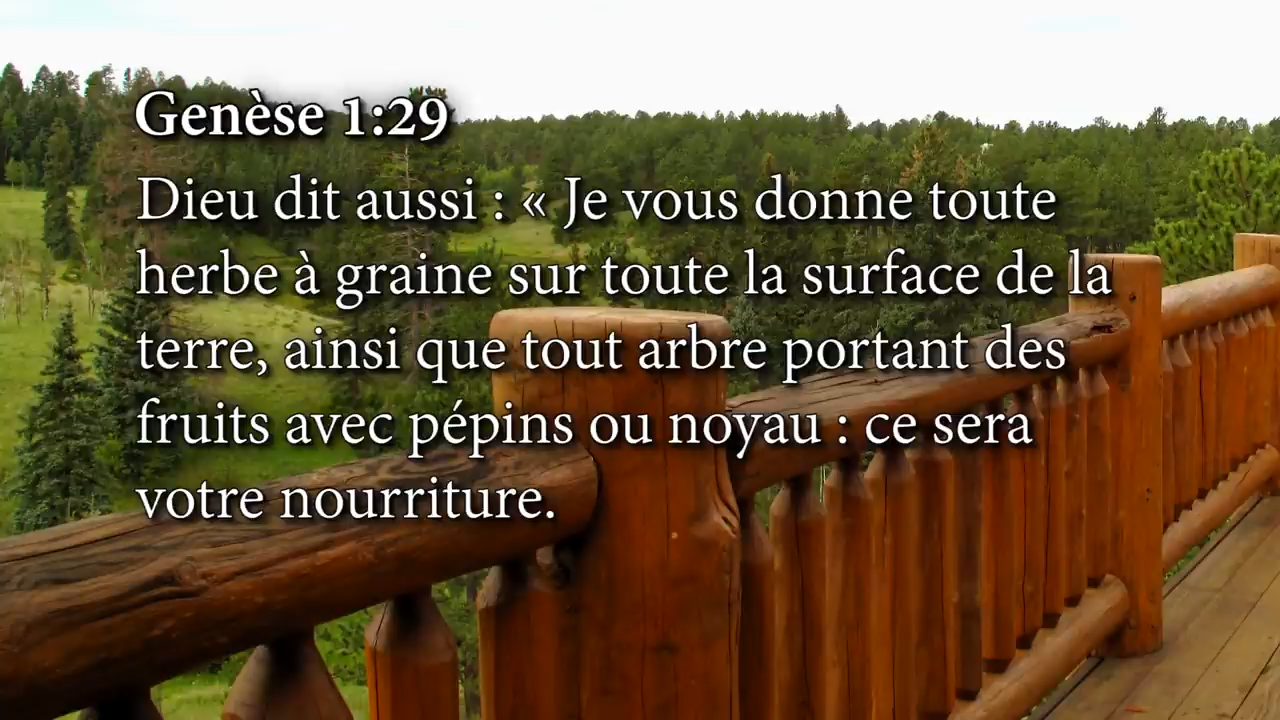 Genèse 1:29
Dieu dit aussi : « Je vous donne toute
herbe à graine sur toute la surface de la
terre, ainsi que tout arbre portant des
fruits avec pépins ou noyau : ce sera
votre nourriture.